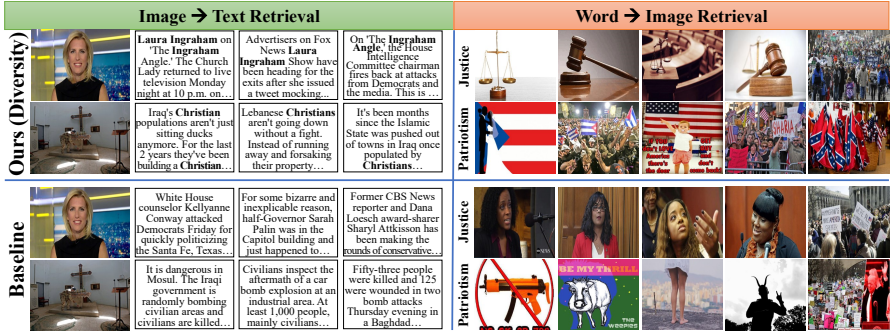 Image → Text Retrieval
Word → Image Retrieval
Ours (Diversity)
Laura Ingraham on
'The Ingraham
Angle.' The Church
Lady returned to live
television Monday
night at 10 p.m. on…
Advertisers on Fox
News Laura
Ingraham Show have
been heading for the
exits after she issued
a tweet mocking...
On 'The Ingraham
Angle,' the House
Intelligence
Committee chairman
fires back at attacks
from Democrats and
the media. This is …
Justice
Iraq's Christian
populations aren't just
sitting ducks
anymore. For the last
2 years they've been
building a Christian…
Lebanese Christians
aren't going down
without a fight.
Instead of running
away and forsaking
their property…
It's been months
since the Islamic
State was pushed out
of towns in Iraq once
populated by
Christians…
Patriotism
America
there's
the door
SYRIA
Baseline
White House
counselor Kellyanne
Conway attacked
Democrats Friday for
quickly politicizing
the Santa Fe, Texas…
For some bizarre and
inexplicable reason,
half-Governor Sarah
Palin was in the
Capitol building and
just happened to…
Former CBS News
reporter and Dana
Loesch award-sharer
Sharyl Attkisson has
been making the
rounds of conservative…
Justice
It is dangerous in
Mosul. The Iraqi
government is
randomly bombing
civilian areas and
civilians are killed…
Civilians inspect the
aftermath of a car
bomb explosion at an
industrial area. At
least 1,000 people,
mainly civilians…
Fifty-three people
were killed and 125
were wounded in two
bomb attacks
Thursday evening in
a Baghdad…
Patriotism
BE MY THRILL
THE
WEEPIES